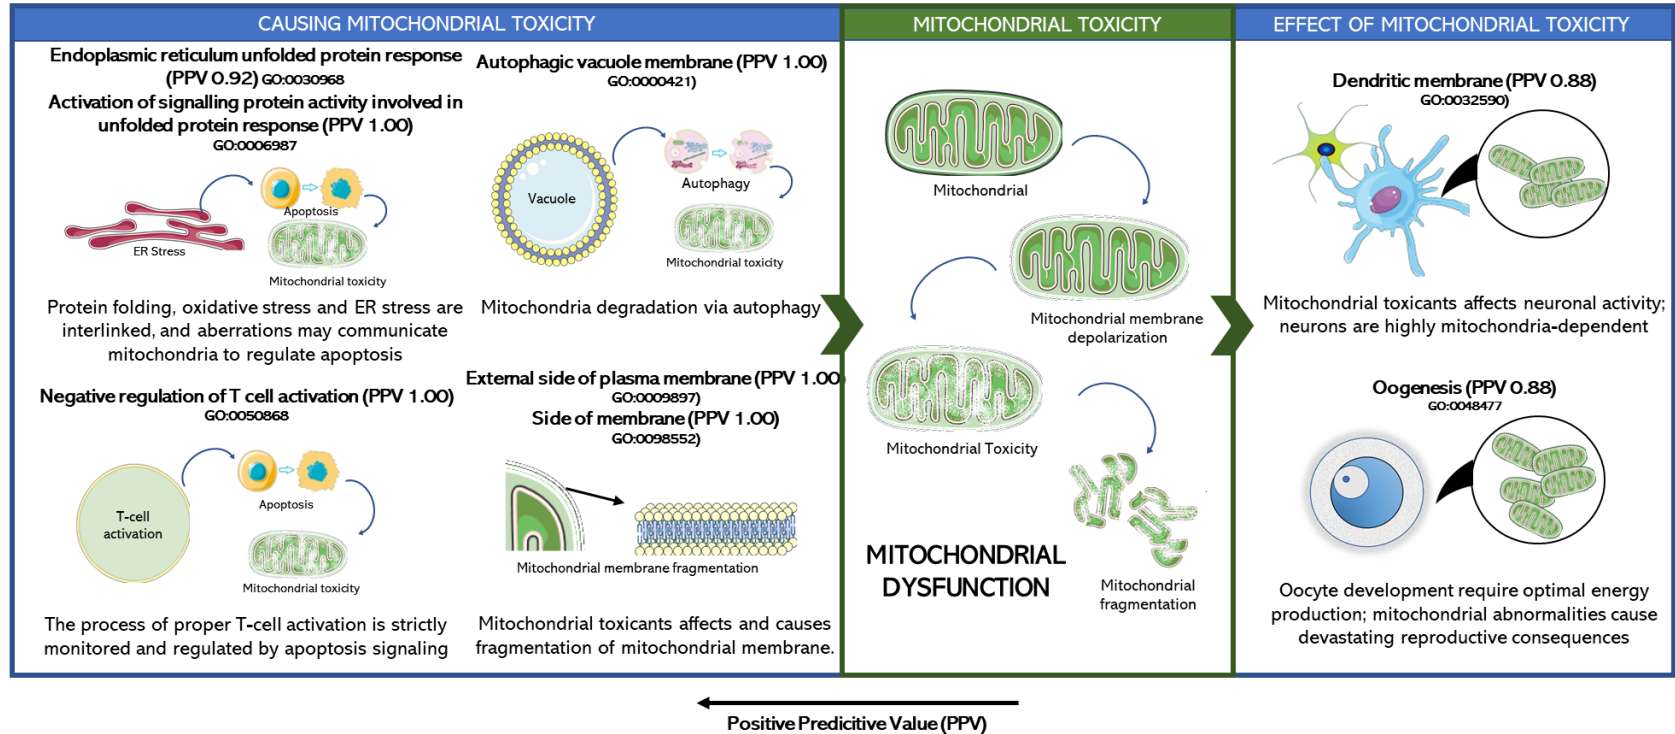 CAUSING MITOCHONDRIAL TOXICITY
Endoplasmic reticulum unfolded protein response
(PPV 0.92) GO:0030968
Activation of signalling protein activity involved in
unfolded protein response (PPV 1.00)
GO:0006987
Apoptosis
ER Stress
Mitochondrial toxicity
Protein folding, oxidative stress and ER stress are
interlinked, and aberrations may communicate
mitochondria to regulate apoptosis
Autophagic vacuole membrane (PPV 1.00)
GO:0000421)
Vacuole
Autophagy
Mitochondrial toxicity
Mitochondria degradation via autophagy
Negative regulation of T cell activation (PPV 1.00)
GO:0050868
T-cell
activation
Apoptosis
Mitochondrial toxicity
The process of proper T-cell activation is strictly
monitored and regulated by apoptosis signaling
External side of plasma membrane (PPV 1.00)
GO:0009897)
Side of membrane (PPV 1.00)
GO:0098552)
Mitochondrial membrane fragmentation
Mitochondrial toxicants affects and causes
fragmentation of mitochondrial membrane.
MITOCHONDRIAL TOXICITY
Mitochondrial
Mitochondrial membrane
depolarization
Mitochondrial Toxicity
MITOCHONDRIAL
DYSFUNCTION
Mitochondrial
fragmentation
EFFECT OF MITOCHONDRIAL TOXICITY
Dendritic membrane (PPV 0.88)
GO:0032590)
Mitochondrial toxicants affects neuronal activity;
neurons are highly mitochondria-dependent
Oogenesis (PPV 0.88)
GO:0048477
Oocyte development require optimal energy
production; mitochondrial abnormalities cause
devastating reproductive consequences
Positive Predicitive Value (PPV)